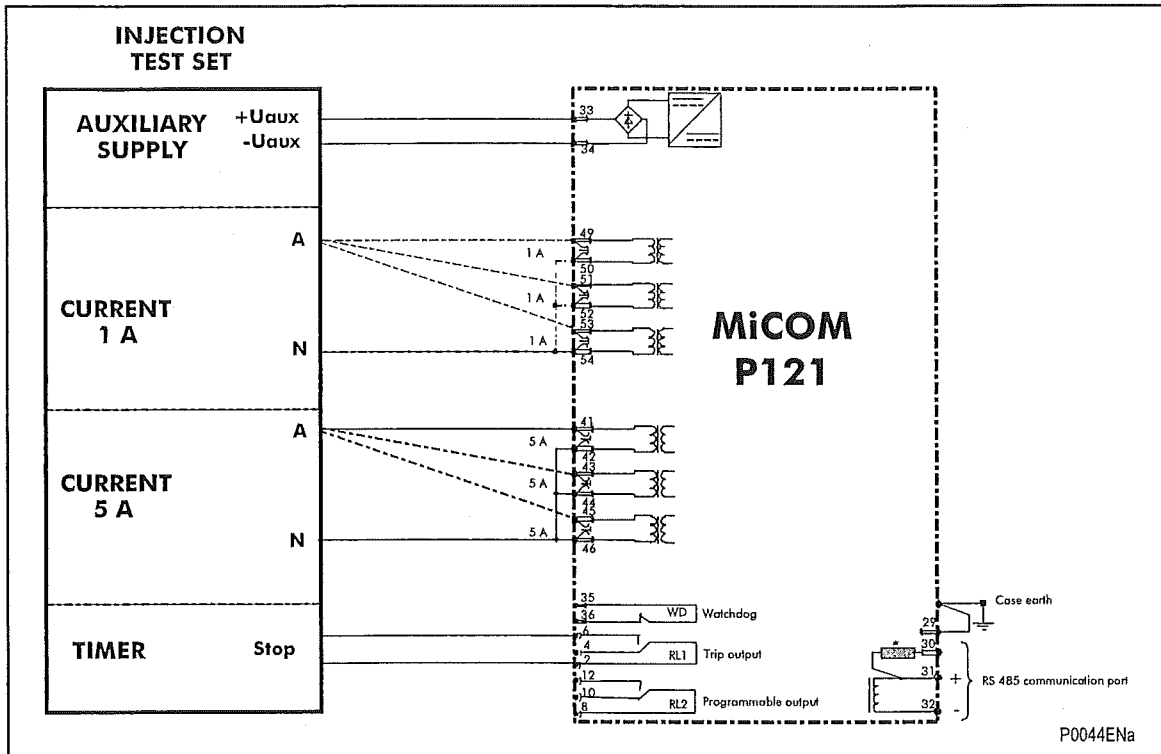 INJECTION
TEST SET
AUXILIARY
SUPPLY
+Uaux
-Uaux
33
34
A
CURRENT
1 A
N
49
1 A
50
51
1 A
52
53
1 A
54
MiCOM
P121
A
CURRENT
5 A
N
41
5 A
42
43
5 A
44
45
5 A
46
35
36
WD
Watchdog
TIMER
Stop
6
4
2
RL1
Trip output
12
10
8
RL2
Programmable output
Case earth
29
30
*
31
+
RS 485 communication port
32
-
P0044ENa